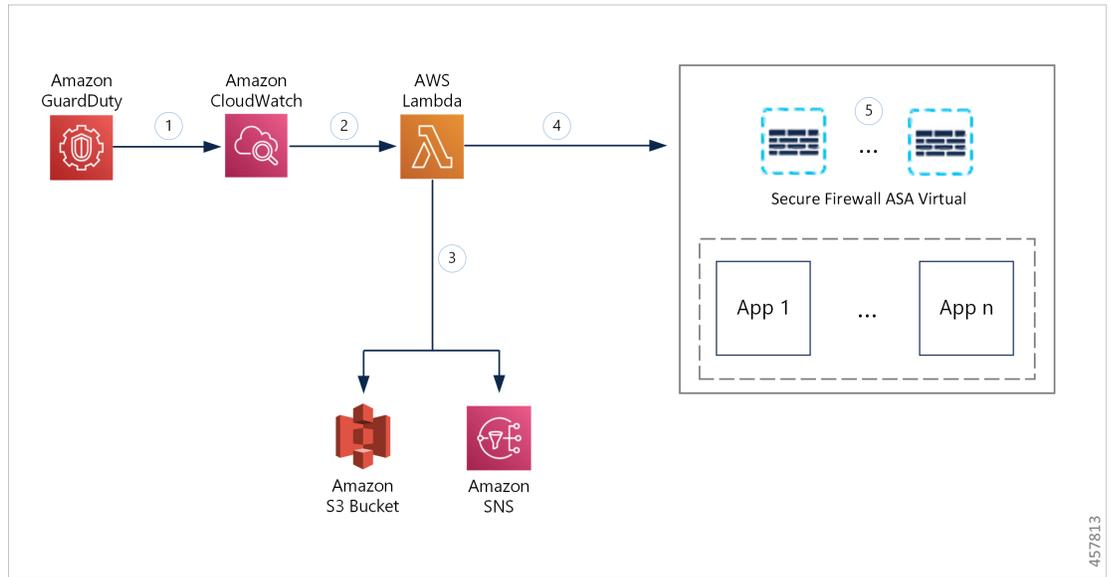 Amazon
GuardDuty
1
Amazon
CloudWatch
2
AWS
Lambda
4
5
...
Secure Firewall ASA Virtual
3
App 1
...
App n
Amazon
S3 Bucket
Amazon
SNS
457813